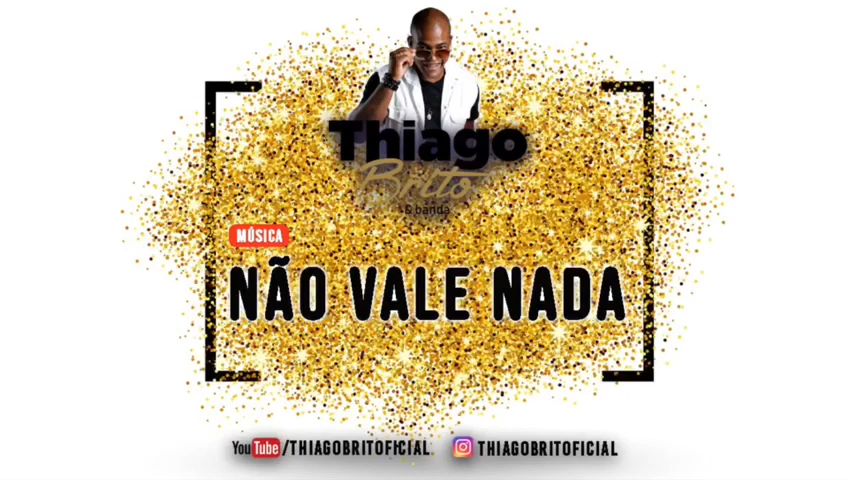 Thiago
Brito
& banda
MÚSICA
NÃO VALE NADA
YouTube/THIAGOBRITOFICIAL
THIAGOBRITOFICIAL